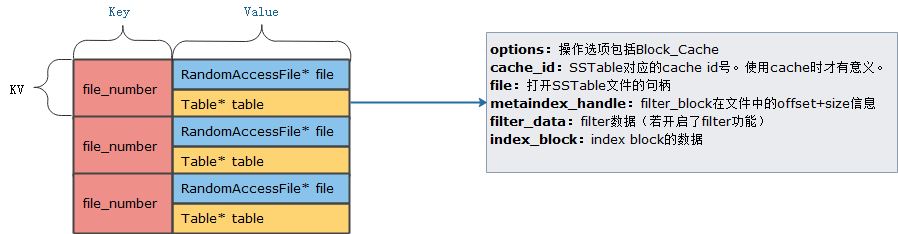 Key
Value
KV
file_number
RandomAccessFile* file
Table* table
file_number
RandomAccessFile* file
Table* table
file_number
RandomAccessFile* file
Table* table
options：操作选项包括Block_Cache
cache_id：SSTable对应的cache id号。使用cache时才有意义。
file：打开SSTable文件的句柄
metaindex_handle：filter_block在文件中的offset+size信息
filter_data：filter数据（若开启了filter功能）
index_block：index block的数据